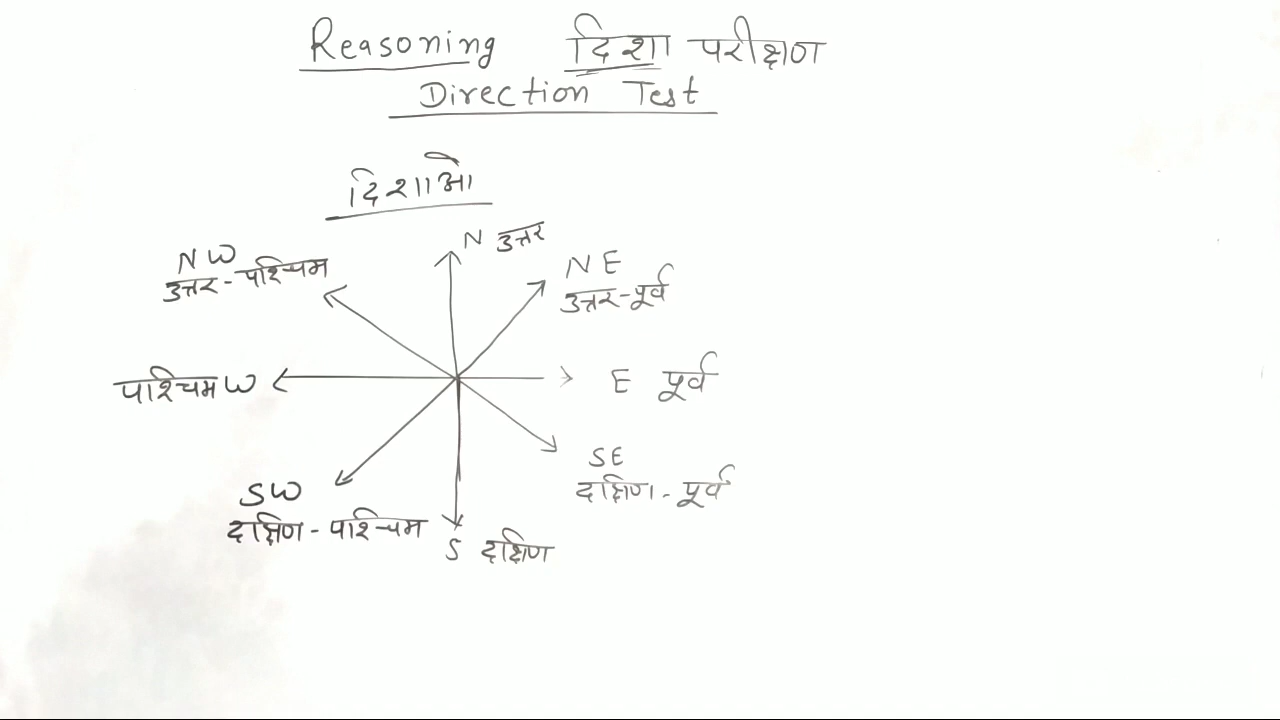 Reasoning दिशा परीक्षण
Direction Test
दिशाओ
N उत्तर
NW
उत्तर-पश्चिम
NE
उत्तर-पूर्व
पश्चिम W
E पूर्व
SE
दक्षिण-पूर्व
SW
दक्षिण-पश्चिम
S दक्षिण